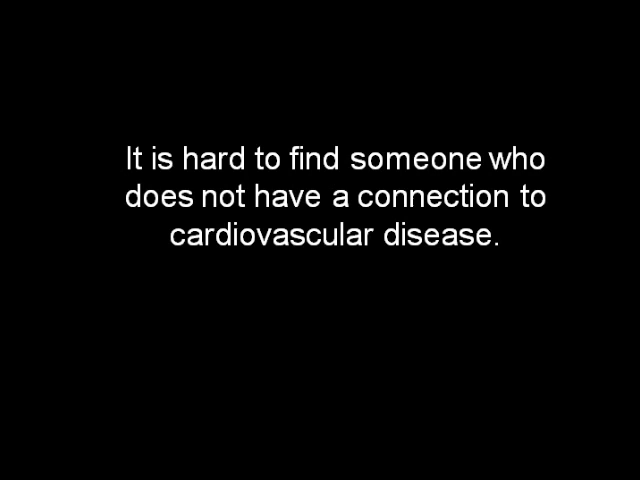 It is hard to find someone who
does not have a connection to
cardiovascular disease.